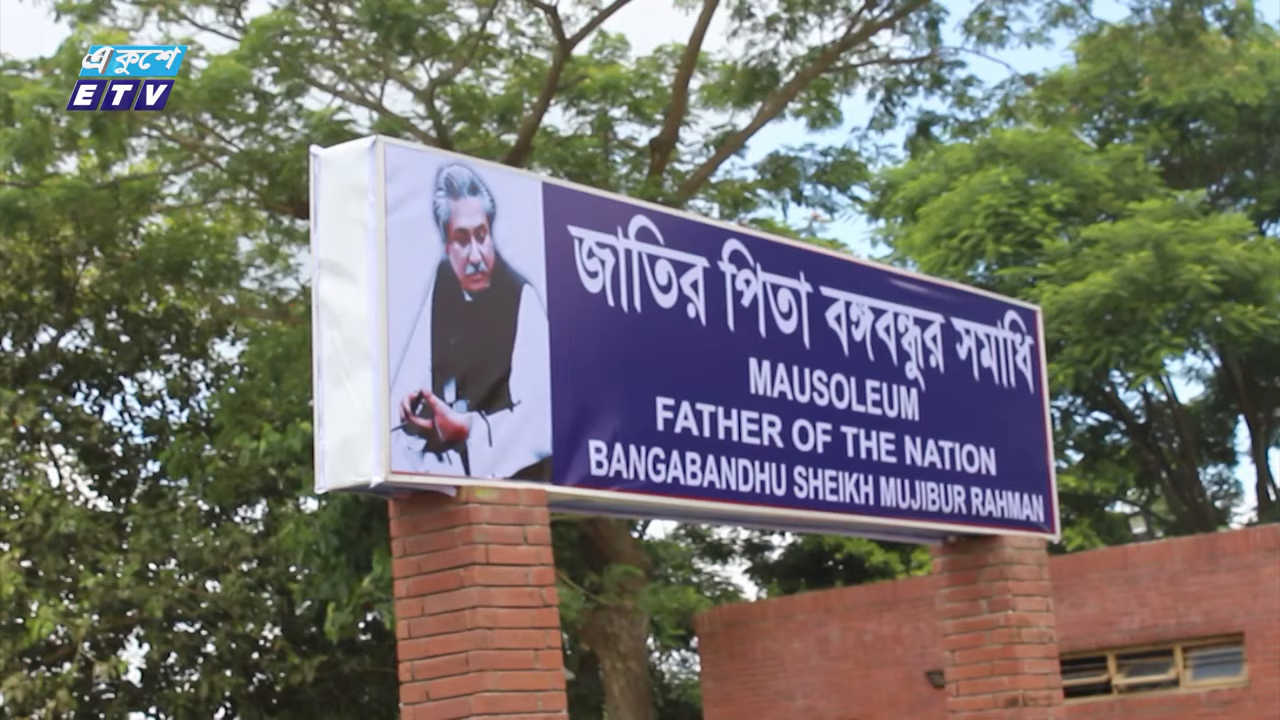 একুশে
ETV
জাতির পিতা বঙ্গবন্ধুর সমাধি
MAUSOLEUM
FATHER OF THE NATION
BANGABANDHU SHEIKH MUJIBUR RAHMAN